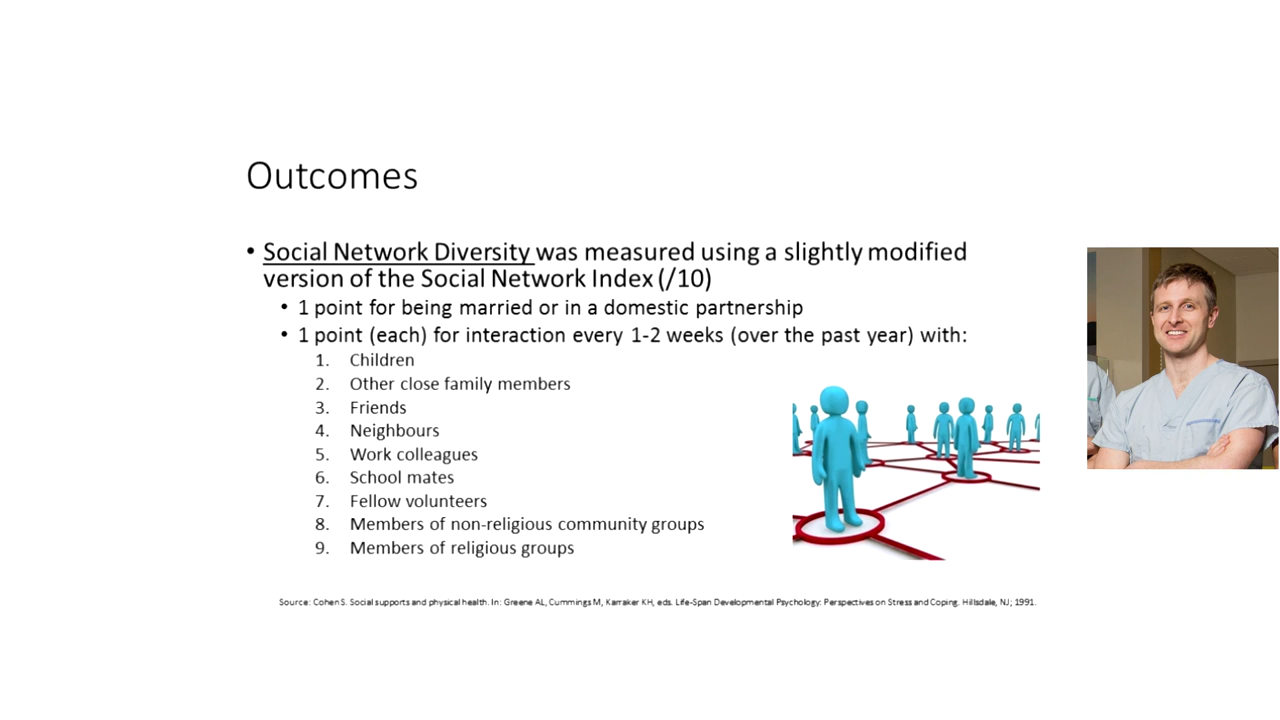 Outcomes
• Social Network Diversity was measured using a slightly modified
version of the Social Network Index (/10)
• 1 point for being married or in a domestic partnership
• 1 point (each) for interaction every 1-2 weeks (over the past year) with:
1. Children
2. Other close family members
3. Friends
4. Neighbours
5. Work colleagues
6. School mates
7. Fellow volunteers
8. Members of non-religious community groups
9. Members of religious groups
Source: Cohen S. Social supports and physical health. In: Greene AL, Cummings M, Karraker KH, eds. Life-Span Developmental Psychology: Perspectives on Stress and Coping. Hillsdale, NJ; 1991.